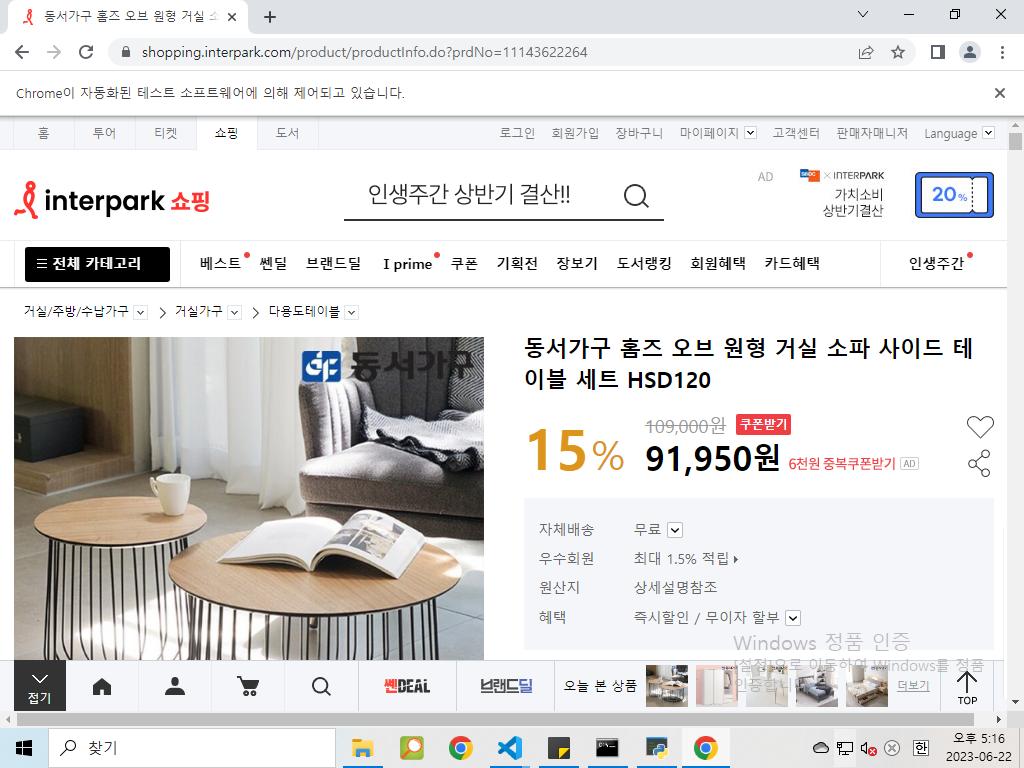 동서가구 홈즈 오브 원형 거실 소
shopping.interpark.com/product/productInfo.do?prdNo=11143622264
Chrome이 자동화된 테스트 소프트웨어에 의해 제어되고 있습니다.
홈 투어 티켓 쇼핑 도서 로그인 회원가입 장바구니 마이페이지 고객센터 판매자매니저 Language
interpark 쇼핑
인생주간 상반기 결산!!
AD
× INTERPARK
가치소비
상반기결산
20%
전체 카테고리 베스트 쎈딜 브랜드딜 I prime 쿠폰 기획전 장보기 도서랭킹 회원혜택 카드혜택 인생주간
거실/주방/수납가구 거실가구 다용도테이블
동서가구
동서가구 홈즈 오브 원형 거실 소파 사이드 테
이블 세트 HSD120
15%
109,000원 쿠폰받기
91,950원 6천원 중복쿠폰받기 AD
자체배송 무료
우수회원 최대 1.5% 적립
원산지 상세설명참조
혜택 즉시할인 / 무이자 할부
Windows 정품 인증
[설정]으로 이동하여 Windows를 정품
인증합니다.
접기
쎈DEAL
브랜드딜
오늘 본 상품
더보기
TOP
찾기
한
오후 5:16
2023-06-22